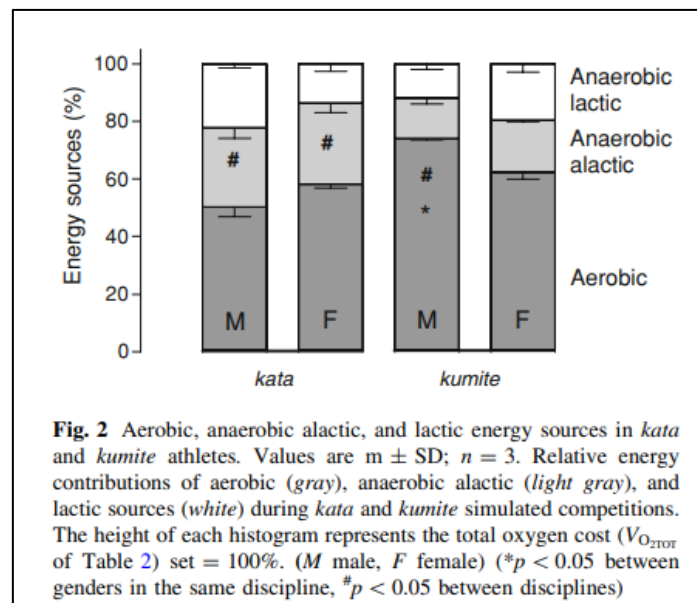 100
80
60
40
20
0
Energy sources (%)
#
#
#
*
M
F
M
F
kata
kumite
Anaerobic
lactic
Anaerobic
alactic
Aerobic
Fig. 2 Aerobic, anaerobic alactic, and lactic energy sources in kata
and kumite athletes. Values are m ± SD; n = 3. Relative energy
contributions of aerobic (gray), anaerobic alactic (light gray), and
lactic sources (white) during kata and kumite simulated competitions.
The height of each histogram represents the total oxygen cost (V_O₂TOT
of Table 2) set = 100%. (M male, F female) (*p < 0.05 between
genders in the same discipline, #p < 0.05 between disciplines)